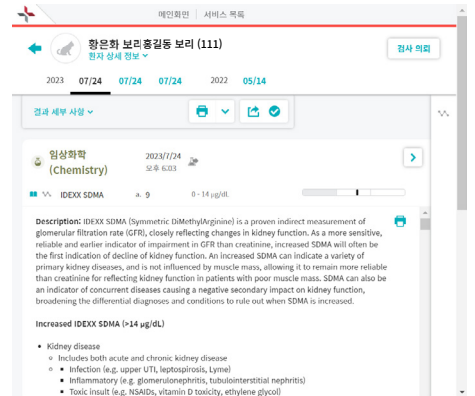 메인화면 | 서비스 목록
황은화 보리홍길동 보리 (111)
환자 상세 정보
검사 의뢰
2023 07/24 07/24 07/24 2022 05/14
결과 세부 사항
임상화학 (Chemistry)
2023/7/24
오후 6:03
IDEXX SDMA a. 9 0 - 14 µg/dL
Description: IDEXX SDMA (Symmetric DiMethylArginine) is a proven indirect measurement of
glomerular filtration rate (GFR), closely reflecting changes in kidney function. As a more sensitive,
reliable and earlier indicator of impairment in GFR than creatinine, increased SDMA will often be
the first indication of decline of kidney function. An increased SDMA can indicate a variety of
primary kidney diseases, and is not influenced by muscle mass, allowing it to remain more reliable
than creatinine for reflecting kidney function in patients with poor muscle mass. SDMA can also be
an indicator of concurrent diseases causing a negative secondary impact on kidney function,
broadening the differential diagnoses and conditions to rule out when SDMA is increased.
Increased IDEXX SDMA (>14 µg/dL)
• Kidney disease
Includes both acute and chronic kidney disease
Infection (e.g. upper UTI, leptospirosis, Lyme)
Inflammatory (e.g. glomerulonephritis, tubulointerstitial nephritis)
Toxic insult (e.g. NSAIDs, vitamin D toxicity, ethylene glycol)